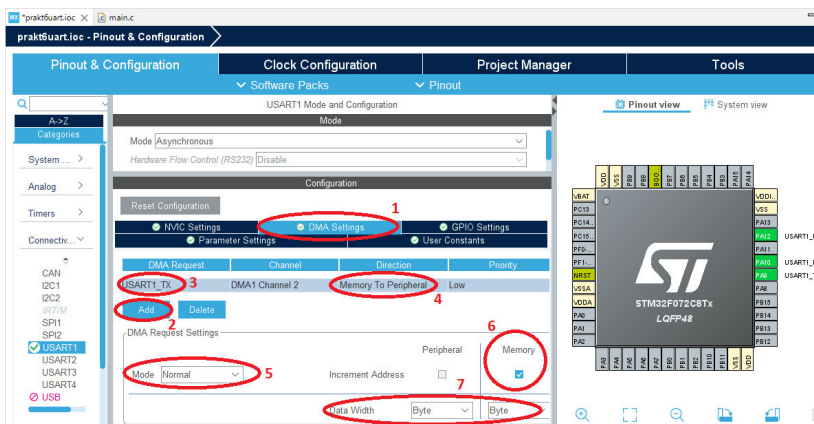 *prakt6uart.ioc
main.c
prakt6uart.ioc - Pinout & Configuration
Pinout & Configuration
Clock Configuration
Project Manager
Tools
Software Packs
Pinout
USART1 Mode and Configuration
Pinout view
System view
A->Z
Categories
System ...
Analog
Timers
Connectiv...
CAN
I2C1
I2C2
IRTIM
SPI1
SPI2
USART1
USART2
USART3
USART4
USB
Mode
Mode Asynchronous
Hardware Flow Control (RS232) Disable
Configuration
Reset Configuration
1
NVIC Settings
DMA Settings
GPIO Settings
Parameter Settings
User Constants
DMA Request
Channel
Direction
Priority
USART1_TX
3
DMA1 Channel 2
Memory To Peripheral
Low
4
Add
Delete
2
DMA Request Settings
6
Peripheral
Memory
Mode Normal
5
Increment Address
7
Data Width
Byte
Byte
VDD
VSS
PB9
PB8
BOO...
PB7
PB6
PB5
PB4
PB3
PA15
PA14
VBAT
PC13
PC14..
PC15..
PF0-..
PF1-..
NRST
VSSA
VDDA
PA0
PA1
PA2
VDDI..
VSS
PA13
PA12
PA11
PA10
PA9
PA8
PB15
PB14
PB13
PB12
USART1_
USART1_
USART1_T
ST
STM32F072C8Tx
LQFP48
PA3
PA4
PA5
PA6
PA7
PB0
PB1
PB2
PB10
PB11
VSS
VDD